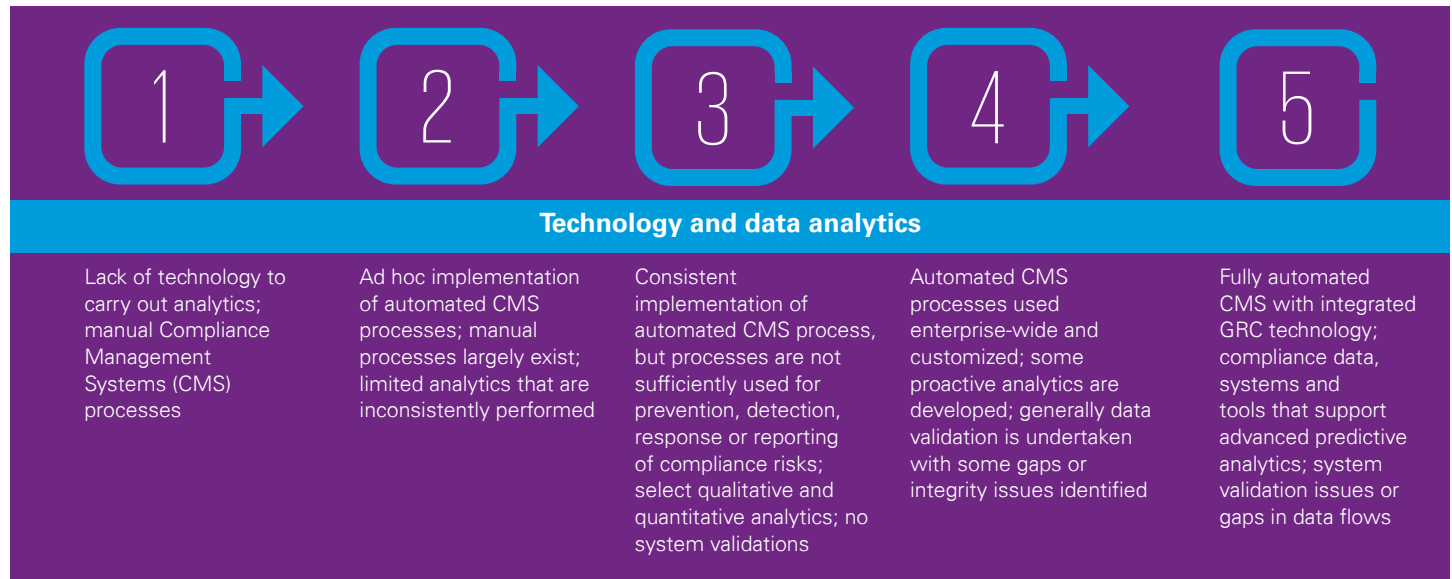 1
2
3
4
5
Technology and data analytics
Lack of technology to
carry out analytics;
manual Compliance
Management
Systems (CMS)
processes
Ad hoc implementation
of automated CMS
processes; manual
processes largely exist;
limited analytics that are
inconsistently performed
Consistent
implementation of
automated CMS process,
but processes are not
sufficiently used for
prevention, detection,
response or reporting
of compliance risks;
select qualitative and
quantitative analytics; no
system validations
Automated CMS
processes used
enterprise-wide and
customized; some
proactive analytics are
developed; generally data
validation is undertaken
with some gaps or
integrity issues identified
Fully automated
CMS with integrated
GRC technology;
compliance data,
systems and
tools that support
advanced predictive
analytics; system
validation issues or
gaps in data flows